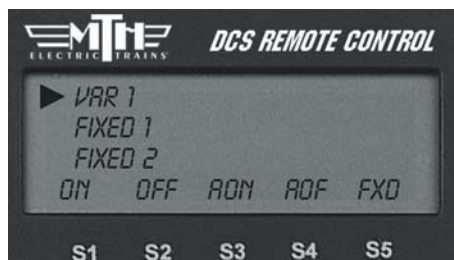 MTH DCS REMOTE CONTROL
ELECTRIC TRAINS
VAR 1
FIXED 1
FIXED 2
ON OFF AON AOF FXD
S1 S2 S3 S4 S5